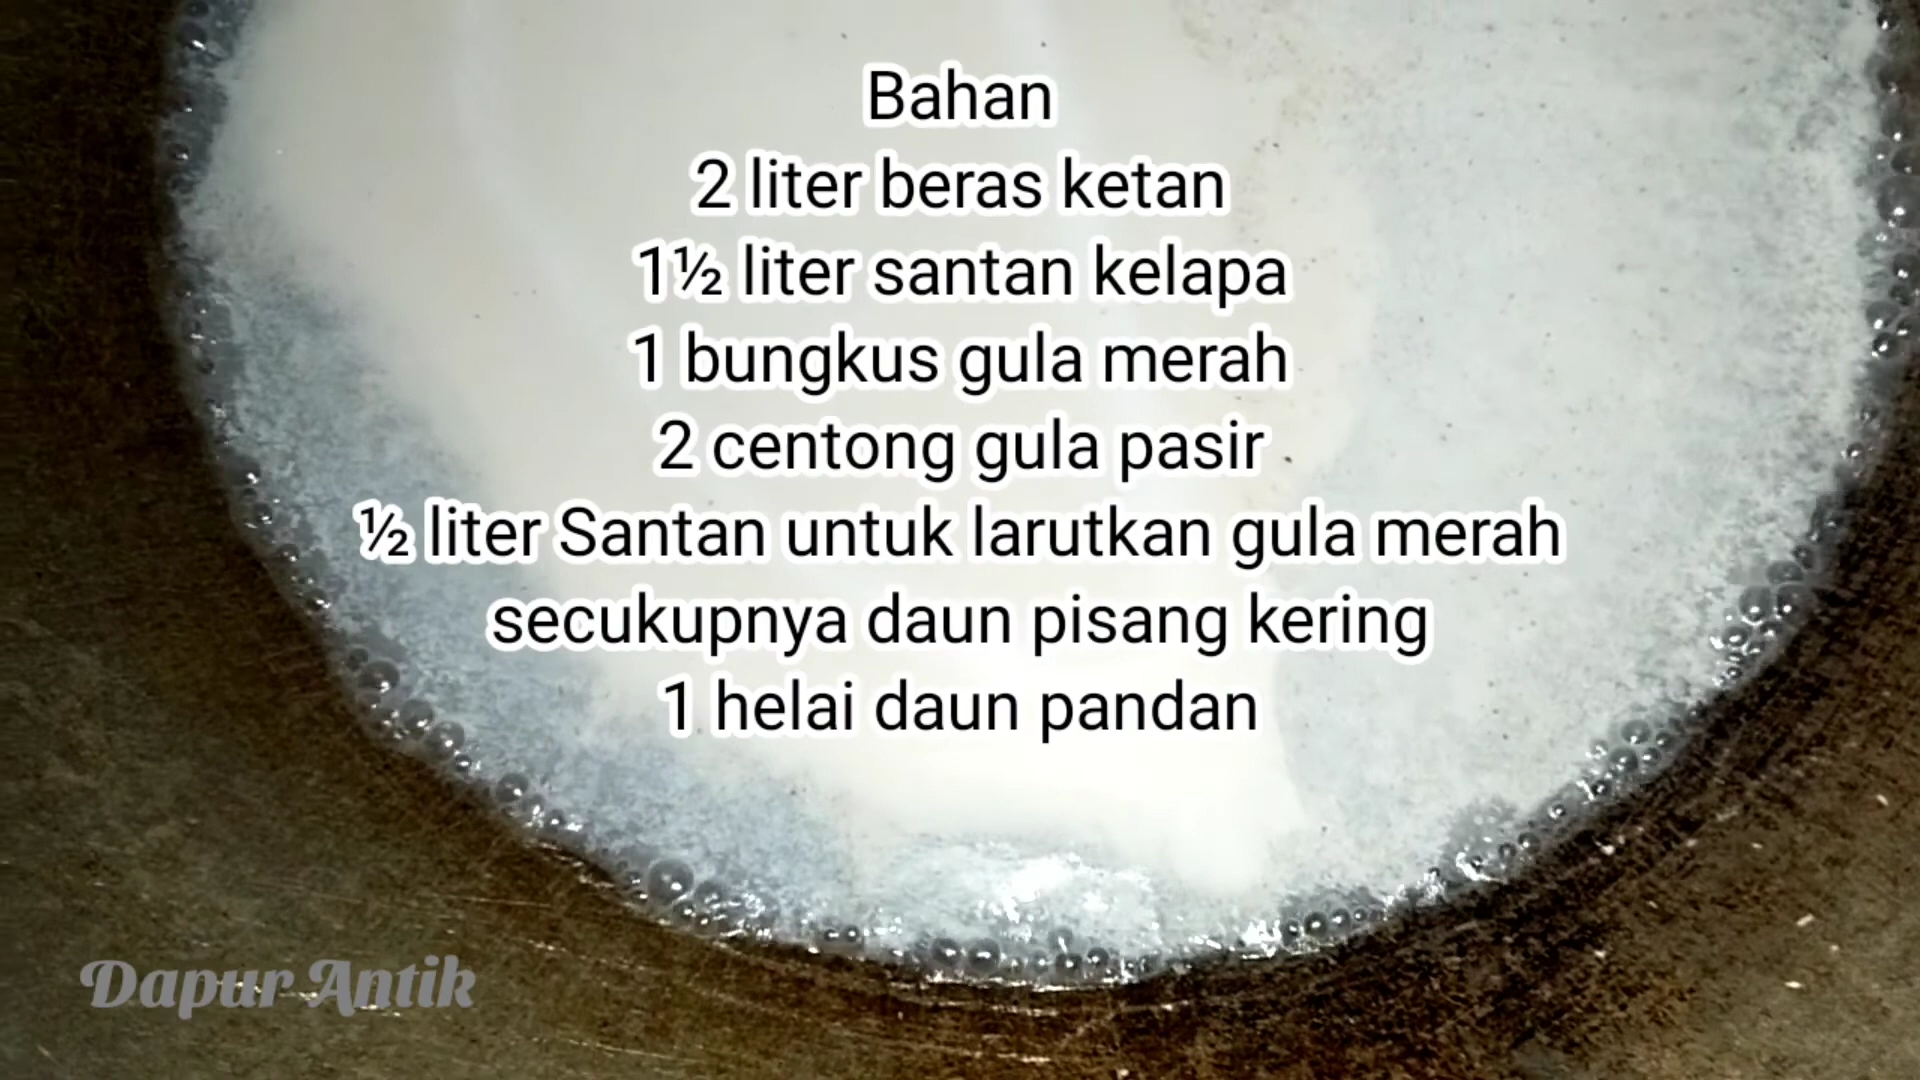 Bahan
2 liter beras ketan
1½ liter santan kelapa
1 bungkus gula merah
2 centong gula pasir
½ liter Santan untuk larutkan gula merah
secukupnya daun pisang kering
1 helai daun pandan
Dapur Antik